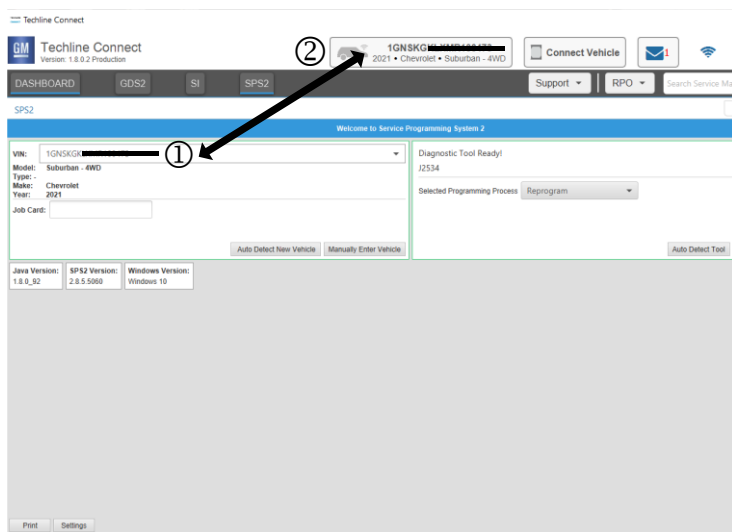 Techline Connect
GM
Techline Connect
Version: 1.8.0.2 Production
②
1GNSKG
2021 • Chevrolet • Suburban - 4WD
Connect Vehicle
1
DASHBOARD
GDS2
SI
SPS2
Support
RPO
Search Service Ma
SPS2
Welcome to Service Programming System 2
VIN:
1GNSKGK
①
Model: Suburban - 4WD
Type: -
Make: Chevrolet
Year: 2021
Job Card:
Auto Detect New Vehicle
Manually Enter Vehicle
Diagnostic Tool Ready!
J2534
Selected Programming Process
Reprogram
Auto Detect Tool
Java Version:
1.8.0_92
SPS2 Version:
2.8.5.5060
Windows Version:
Windows 10
Print
Settings